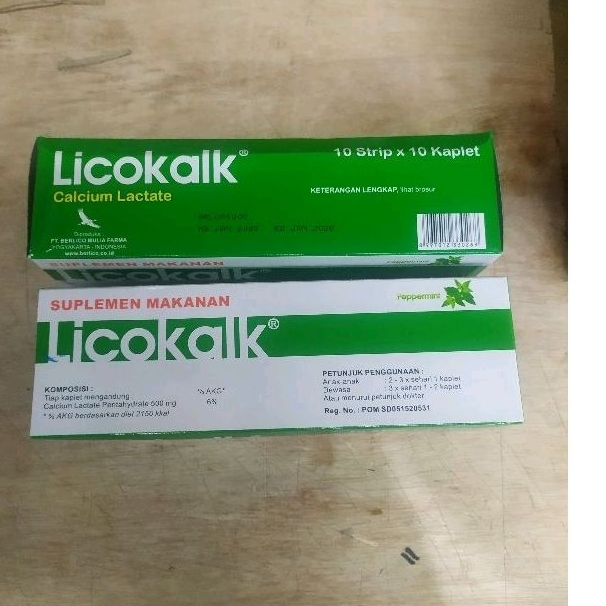 Licokalk®
Calcium Lactate
10 Strip x 10 Kaplet
KETERANGAN LENGKAP, lihat brosur
Diproduksi
PT. BERLICO MULIA FARMA
YOGYAKARTA - INDONESIA
www.berlico.co.id
SUPLEMEN MAKANAN
SUPLEMEN MAKANAN
Peppermint
Licokalk®
KOMPOSISI :
Tiap kaplet mengandung
% AKG*
Calcium Lactate Pentahydrate 500 mg
6%
* % AKG berdasarkan diet 2150 kkal
PETUNJUK PENGGUNAAN :
Anak-anak : 2 - 3 x sehari 1 kaplet
Dewasa : 3 x sehari 1 - 2 kaplet
Atau menurut petunjuk dokter
Reg. No. : POM SD051520531